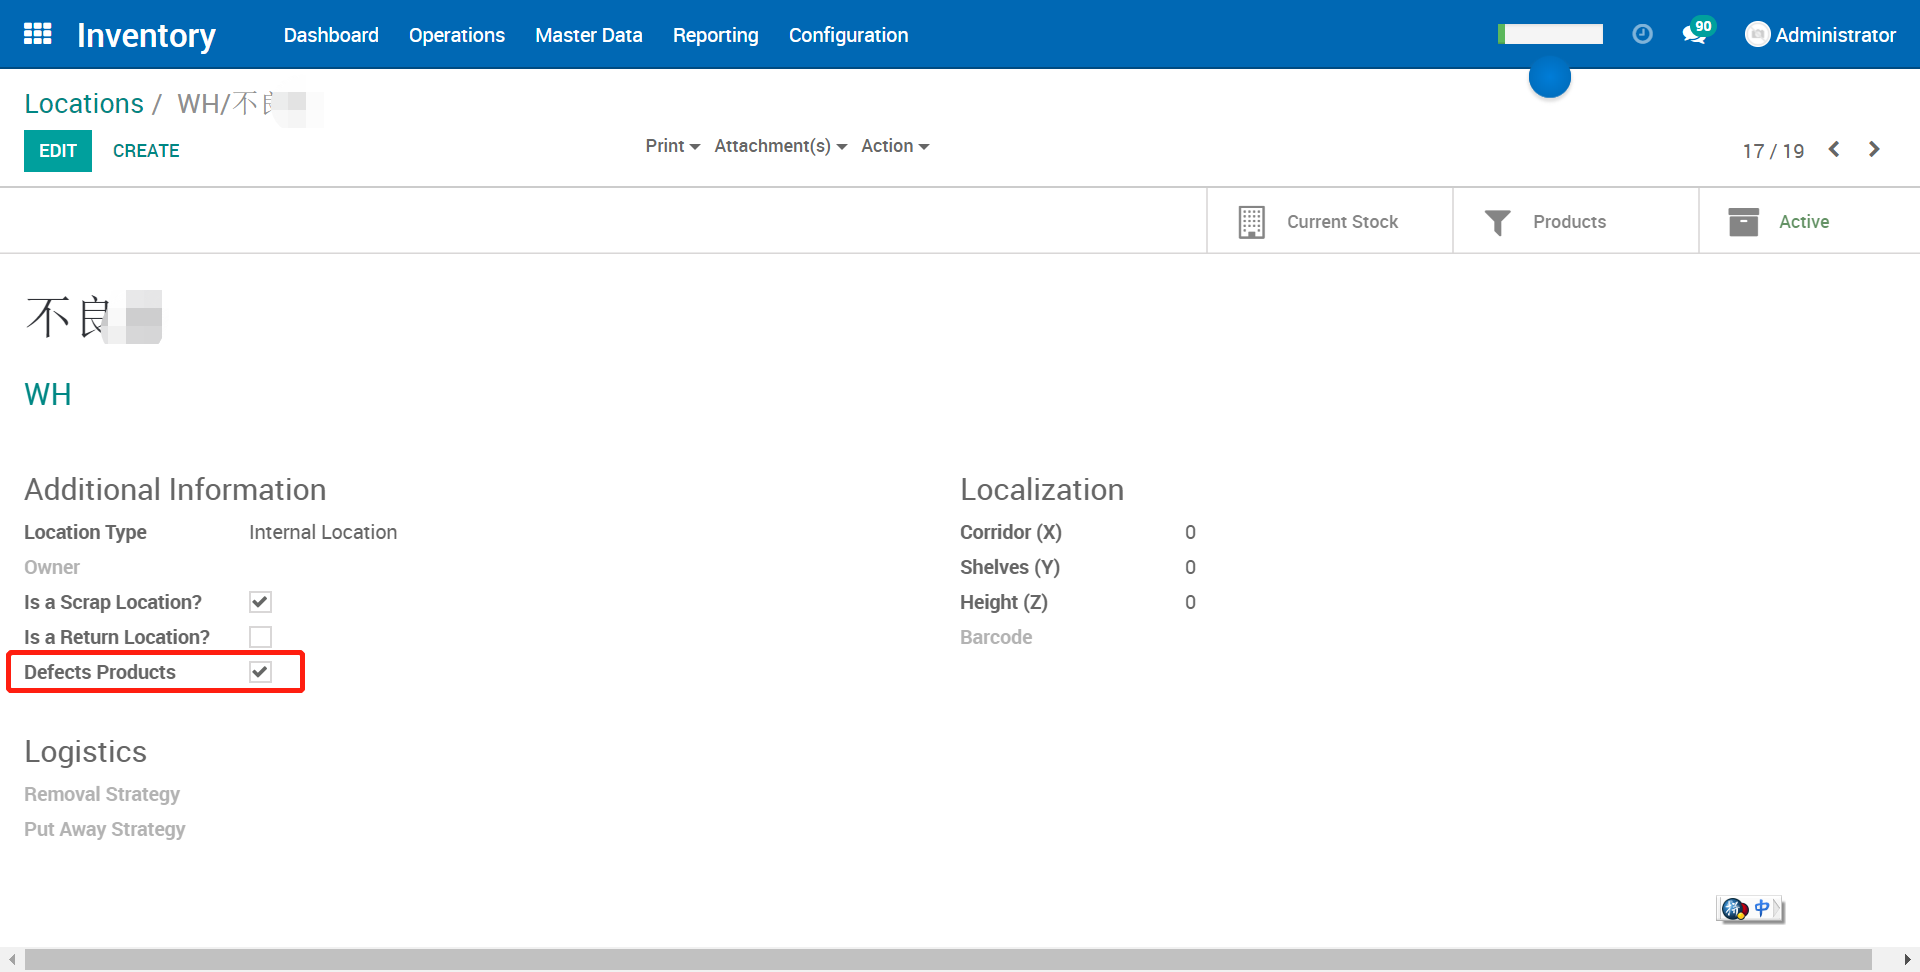 Inventory Dashboard Operations Master Data Reporting Configuration 90 Administrator
Locations / WH/不
EDIT CREATE Print Attachment(s) Action 17 / 19
Current Stock Products Active
不良
WH
Additional Information
Location Type Internal Location
Owner
Is a Scrap Location?
Is a Return Location?
Defects Products
Localization
Corridor (X) 0
Shelves (Y) 0
Height (Z) 0
Barcode
Logistics
Removal Strategy
Put Away Strategy
中